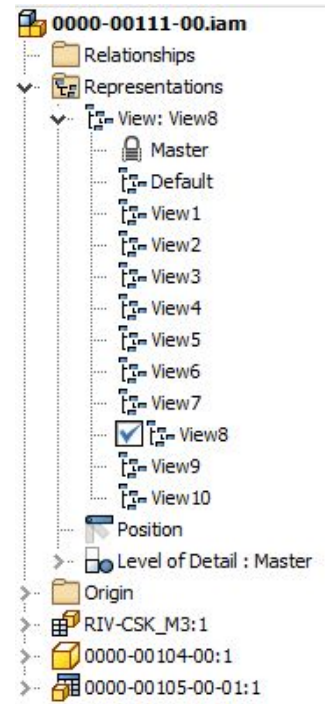 0000-00111-00.iam
Relationships
Representations
View: View8
Master
Default
View1
View2
View3
View4
View5
View6
View7
View8
View9
View10
Position
Level of Detail : Master
Origin
RIV-CSK_M3:1
0000-00104-00:1
0000-00105-00-01:1